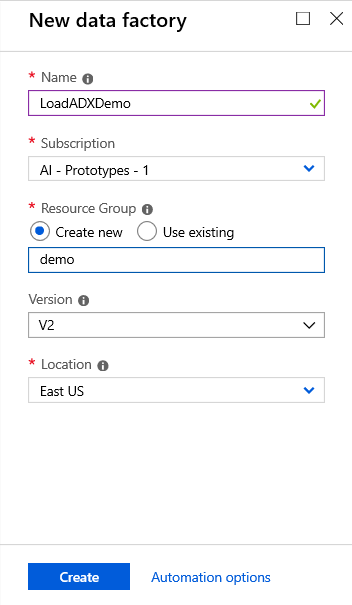 New data factory
* Name
LoadADXDemo
* Subscription
AI - Prototypes - 1
* Resource Group
Create new Use existing
demo
Version
V2
* Location
East US
Create Automation options